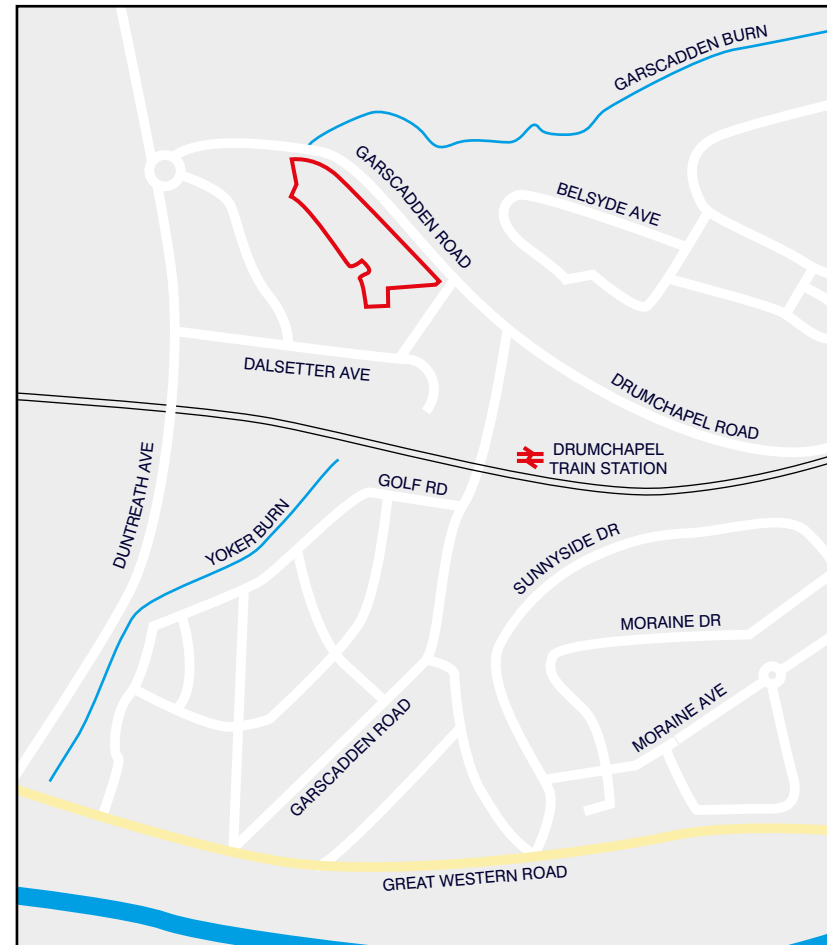 GARSCADDEN BURN
GARSCADDEN ROAD
BELSYDE AVE
DALSETTER AVE
DRUMCHAPEL ROAD
DRUMCHAPEL
TRAIN STATION
DUNTREATH AVE
GOLF RD
YOKER BURN
SUNNYSIDE DR
MORAINE DR
MORAINE AVE
GARSCADDEN ROAD
GREAT WESTERN ROAD